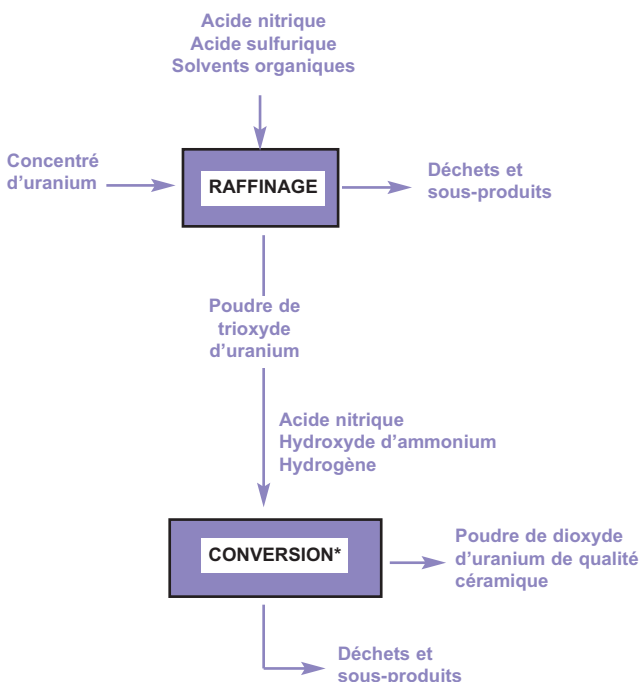 Acide nitrique
Acide sulfurique
Solvents organiques
Concentré
d’uranium
RAFFINAGE
Déchets et
sous-produits
Poudre de
trioxyde
d’uranium
Acide nitrique
Hydroxyde d’ammonium
Hydrogène
CONVERSION*
Poudre de dioxyde
d’uranium de qualité
céramique
Déchets et
sous-produits